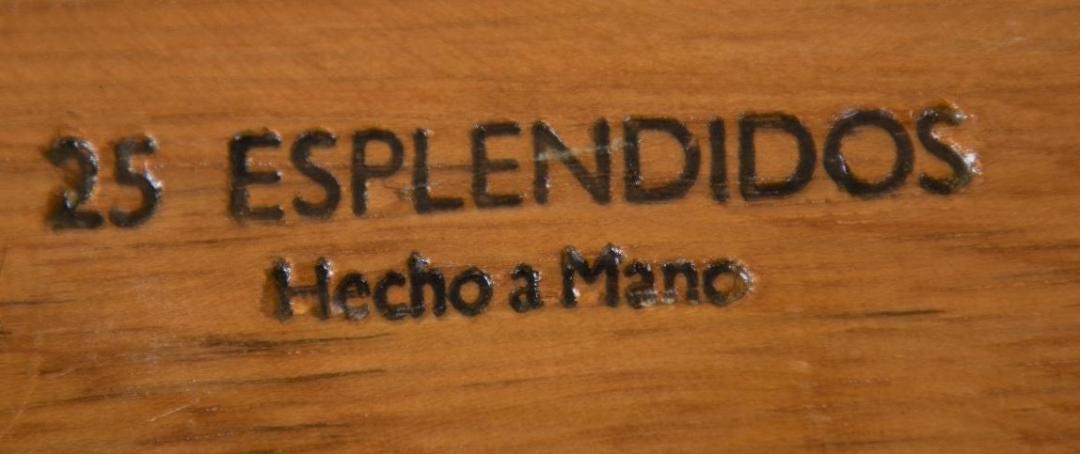 25 ESPLENDIDOS
Hecho a Mano